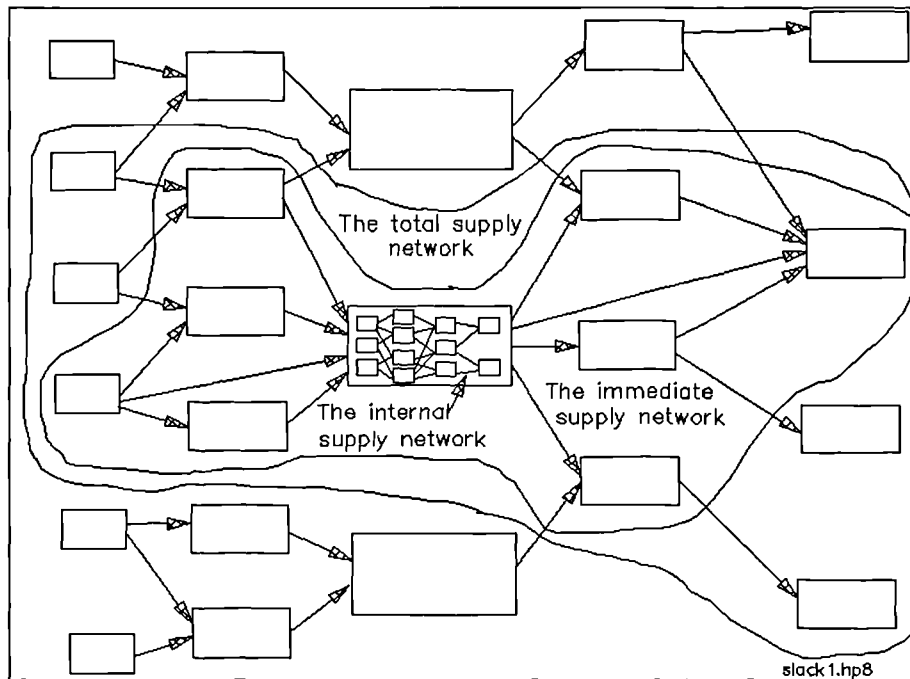 The total supply
network
The internal
supply network
The immediate
supply network
slack1.hp8